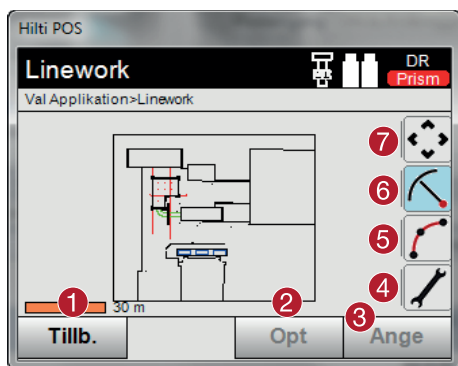 Hilti POS
Linework
DR
Prism
Val Applikation>Linework
7
6
5
4
1
30 m
2
3
Tillb.
Opt
Ange